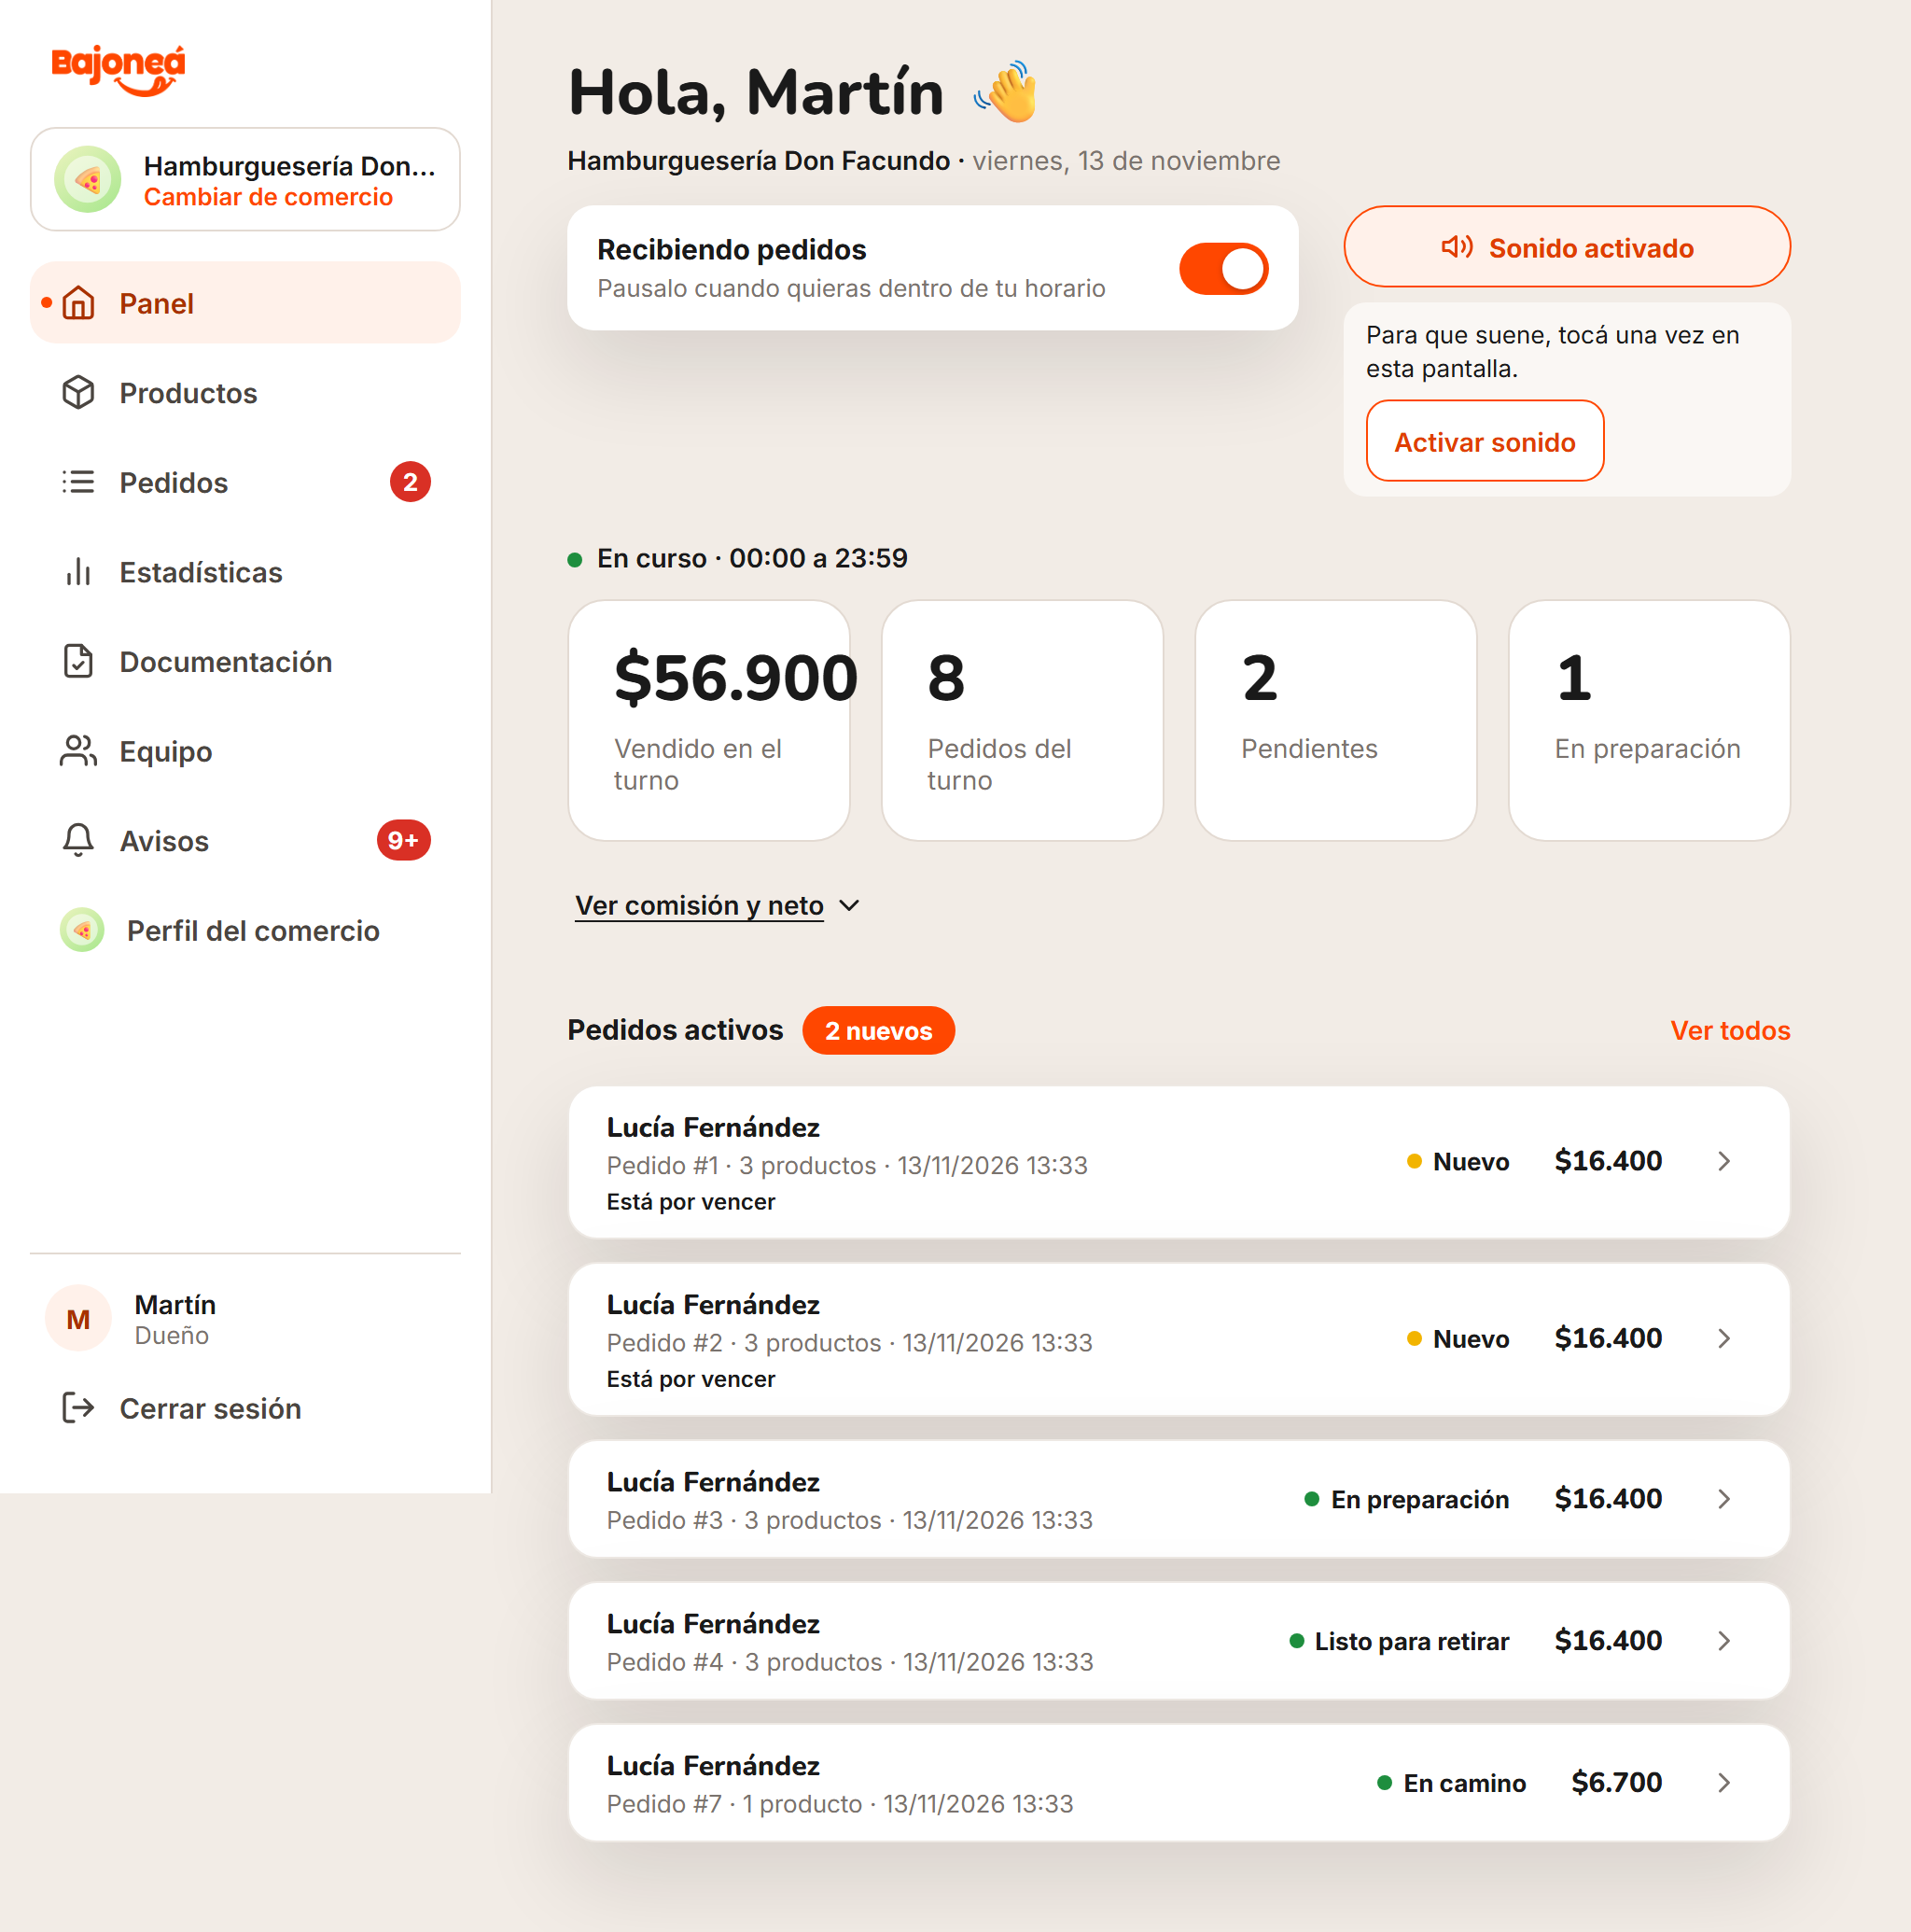 Bajoneá
Hamburguesería Don...
Cambiar de comercio
Panel
Productos
Pedidos
2
Estadísticas
Documentación
Equipo
Avisos
9+
Perfil del comercio
M
Martín
Dueño
Cerrar sesión
Hola, Martín 👋
Hamburguesería Don Facundo · viernes, 13 de noviembre
Recibiendo pedidos
Pausalo cuando quieras dentro de tu horario
Sonido activado
Para que suene, tocá una vez en
esta pantalla.
Activar sonido
En curso · 00:00 a 23:59
$56.900
Vendido en el
turno
8
Pedidos del
turno
2
Pendientes
1
En preparación
Ver comisión y neto
Pedidos activos
2 nuevos
Ver todos
Lucía Fernández
Pedido #1 · 3 productos · 13/11/2026 13:33
Está por vencer
Nuevo
$16.400
Lucía Fernández
Pedido #2 · 3 productos · 13/11/2026 13:33
Está por vencer
Nuevo
$16.400
Lucía Fernández
Pedido #3 · 3 productos · 13/11/2026 13:33
En preparación
$16.400
Lucía Fernández
Pedido #4 · 3 productos · 13/11/2026 13:33
Listo para retirar
$16.400
Lucía Fernández
Pedido #7 · 1 producto · 13/11/2026 13:33
En camino
$6.700